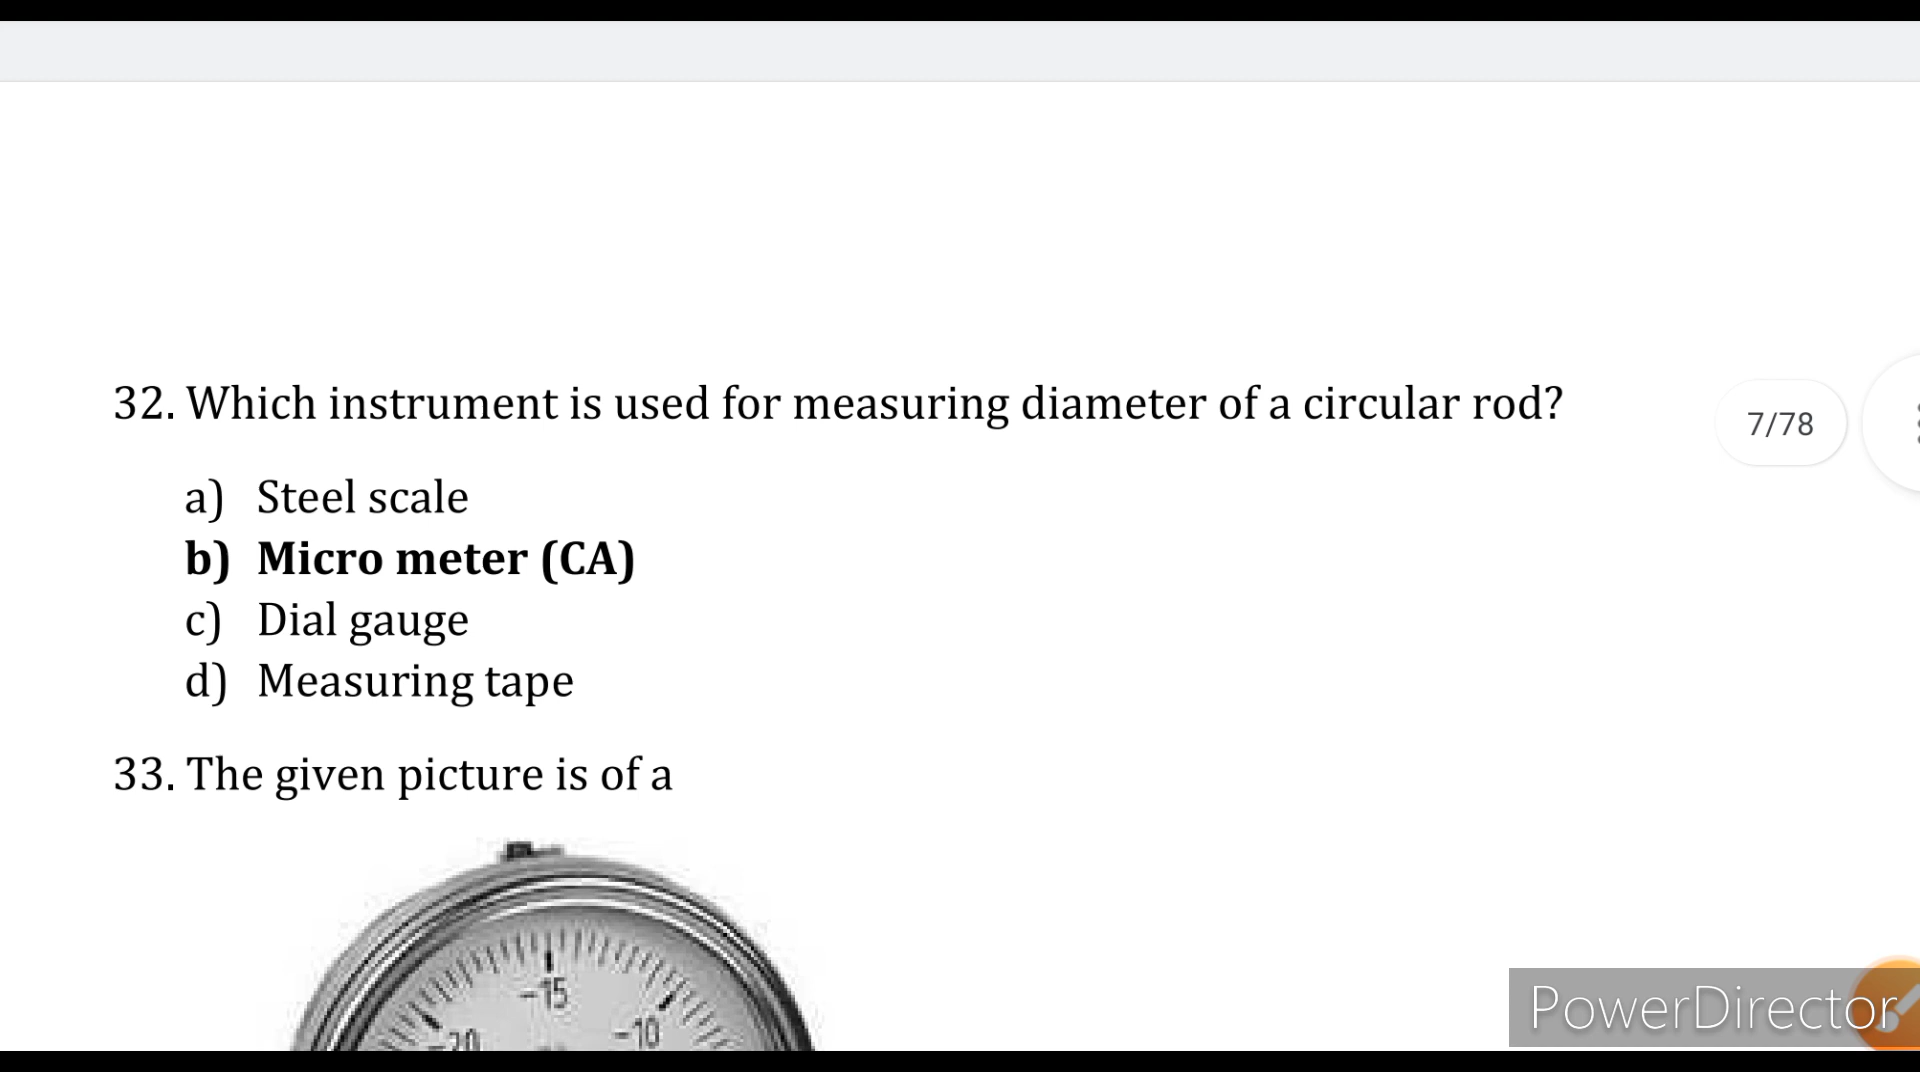 32. Which instrument is used for measuring diameter of a circular rod?
7/78
a) Steel scale
b) Micro meter (CA)
c) Dial gauge
d) Measuring tape
33. The given picture is of a
-15
-10
PowerDirector